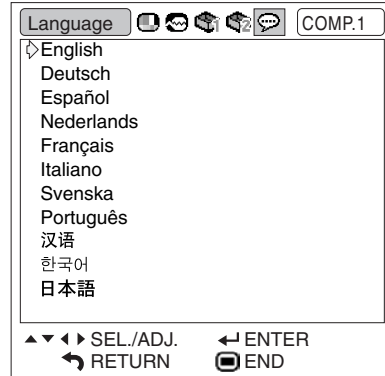 Language COMP.1
English
Deutsch
Español
Nederlands
Français
Italiano
Svenska
Português
汉语
한국어
日本語
SEL./ADJ. ENTER
RETURN END